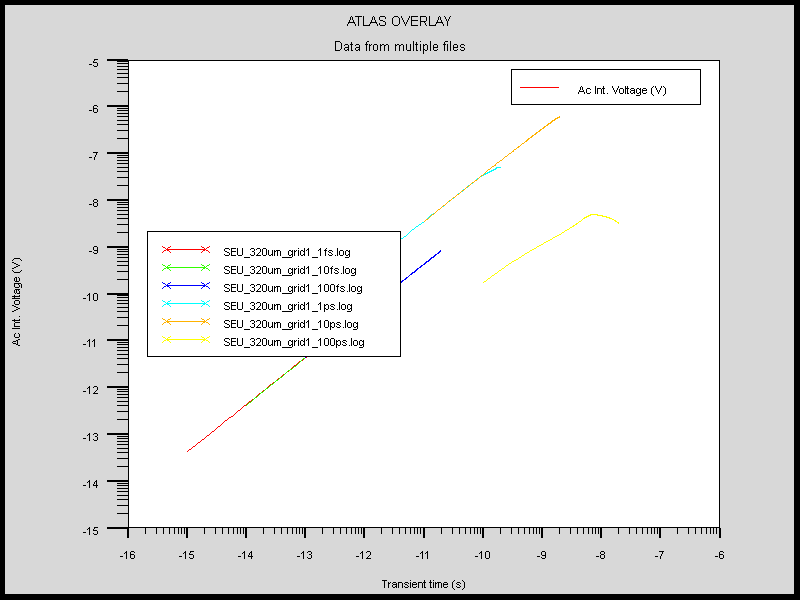 ATLAS OVERLAY
Data from multiple files
Ac Int. Voltage (V)
-5
-6
-7
-8
-9
-10
-11
-12
-13
-14
-15
Ac Int. Voltage (V)
SEU_320um_grid1_1fs.log
SEU_320um_grid1_10fs.log
SEU_320um_grid1_100fs.log
SEU_320um_grid1_1ps.log
SEU_320um_grid1_10ps.log
SEU_320um_grid1_100ps.log
-16 -15 -14 -13 -12 -11 -10 -9 -8 -7 -6
Transient time (s)